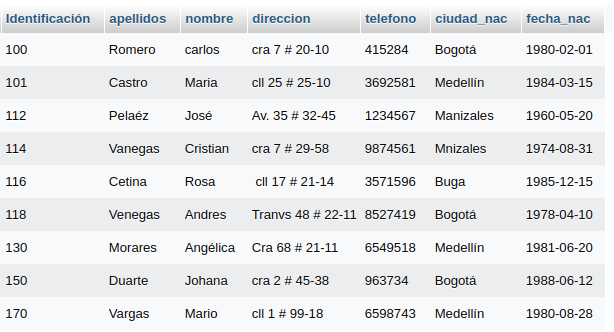 Identificación apellidos nombre direccion telefono ciudad_nac fecha_nac
100 Romero carlos cra 7 # 20-10 415284 Bogotá 1980-02-01
101 Castro Maria cll 25 # 25-10 3692581 Medellín 1984-03-15
112 Pelaéz José Av. 35 # 32-45 1234567 Manizales 1960-05-20
114 Vanegas Cristian cra 7 # 29-58 9874561 Mnizales 1974-08-31
116 Cetina Rosa cll 17 # 21-14 3571596 Buga 1985-12-15
118 Venegas Andres Tranvs 48 # 22-11 8527419 Bogotá 1978-04-10
130 Morares Angélica Cra 68 # 21-11 6549518 Medellín 1981-06-20
150 Duarte Johana cra 2 # 45-38 963734 Bogotá 1988-06-12
170 Vargas Mario cll 1 # 99-18 6598743 Medellín 1980-08-28